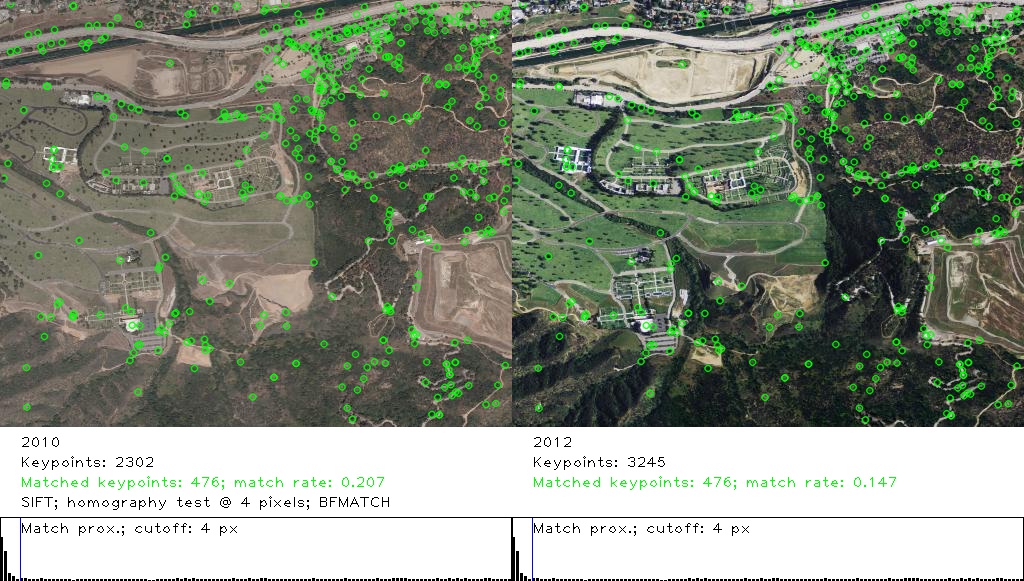 2010
Keypoints: 2302
Matched keypoints: 476; match rate: 0.207
SIFT; homography test @ 4 pixels; BFMATCH
Match prox.; cutoff: 4 px
2012
Keypoints: 3245
Matched keypoints: 476; match rate: 0.147
Match prox.; cutoff: 4 px